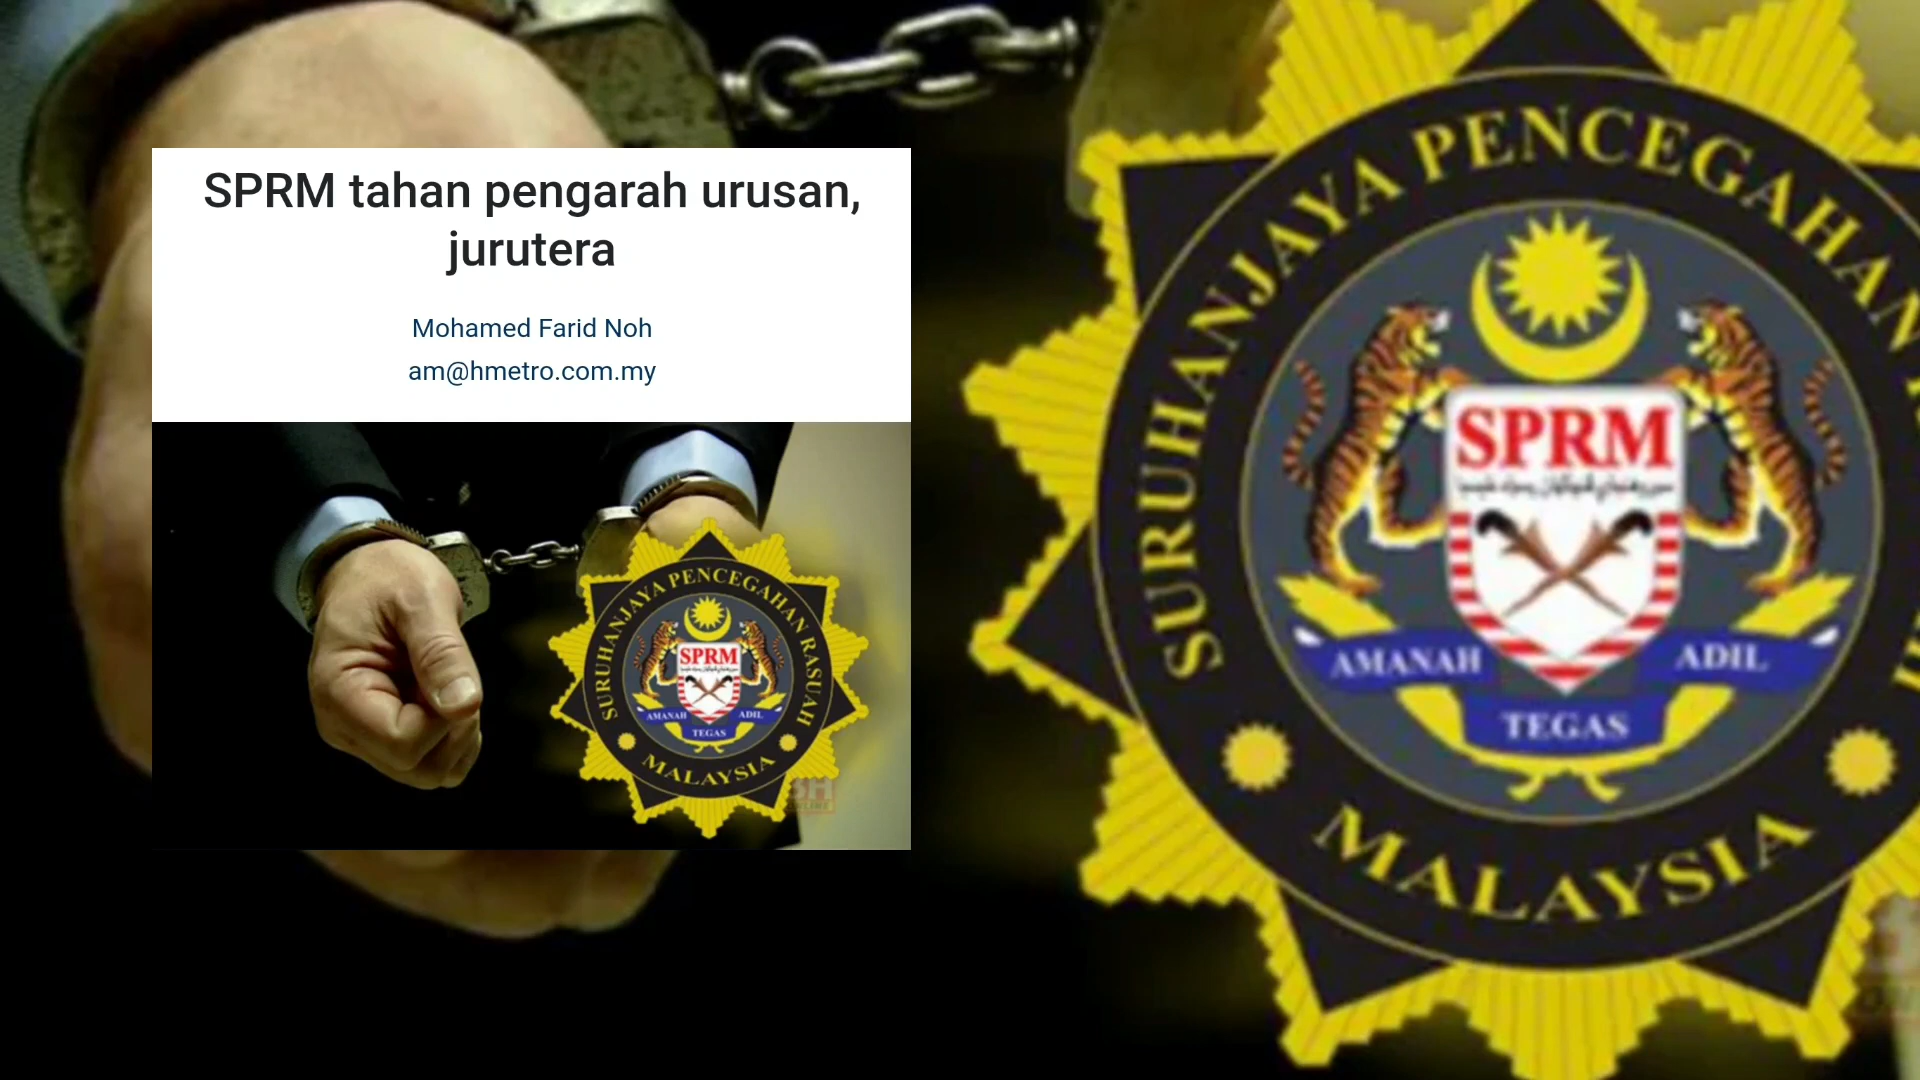 SPRM tahan pengarah urusan,
jurutera
Mohamed Farid Noh
am@hmetro.com.my
SURUHANJAYA PENCEGAHAN RASUAH
SPRM
AMANAH
ADIL
TEGAS
MALAYSIA
SURUHANJAYA PENCEGAHAN
SPRM
AMANAH
ADIL
TEGAS
MALAYSIA